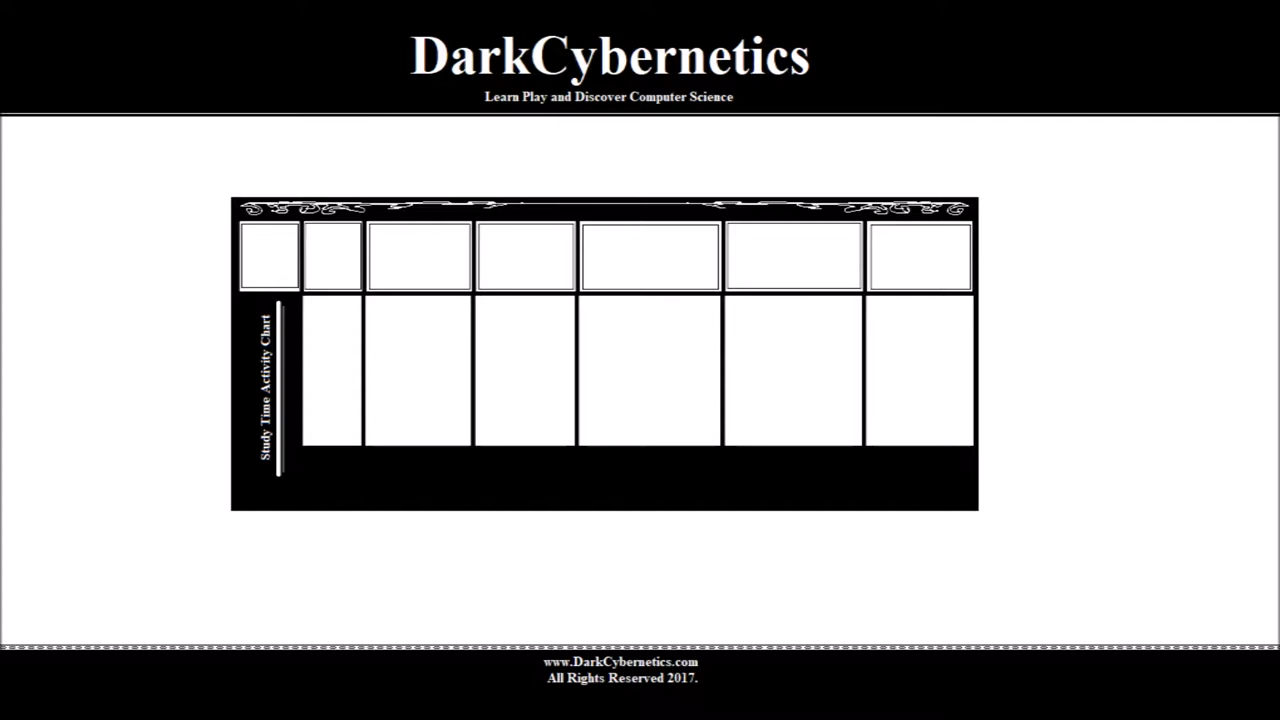 DarkCybernetics
Learn Play and Discover Computer Science
Study Time Activity Chart
www.DarkCybernetics.com
All Rights Reserved 2017.